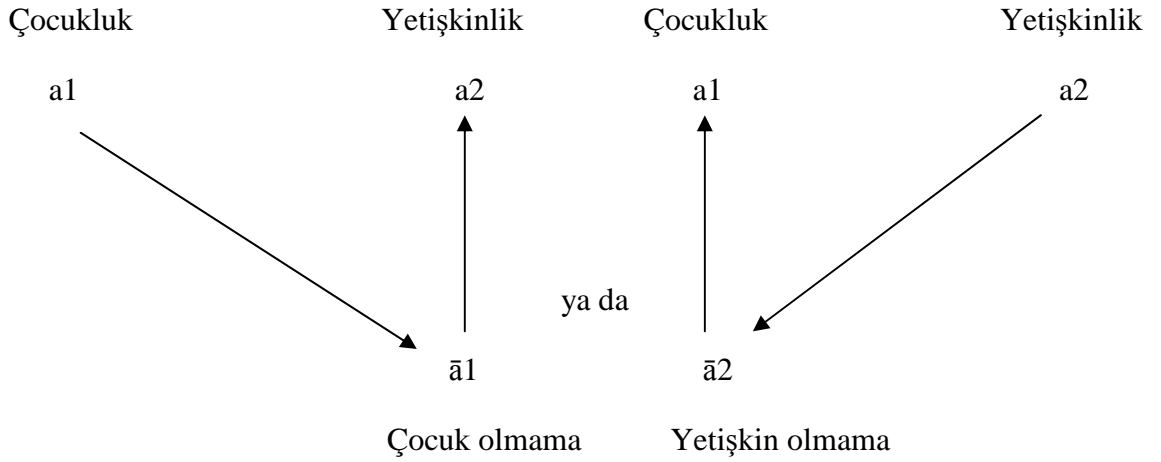 Çocukluk Yetişkinlik Çocukluk Yetişkinlik
a1 a2 a1 a2
ya da
ā1 ā2
Çocuk olmama Yetişkin olmama